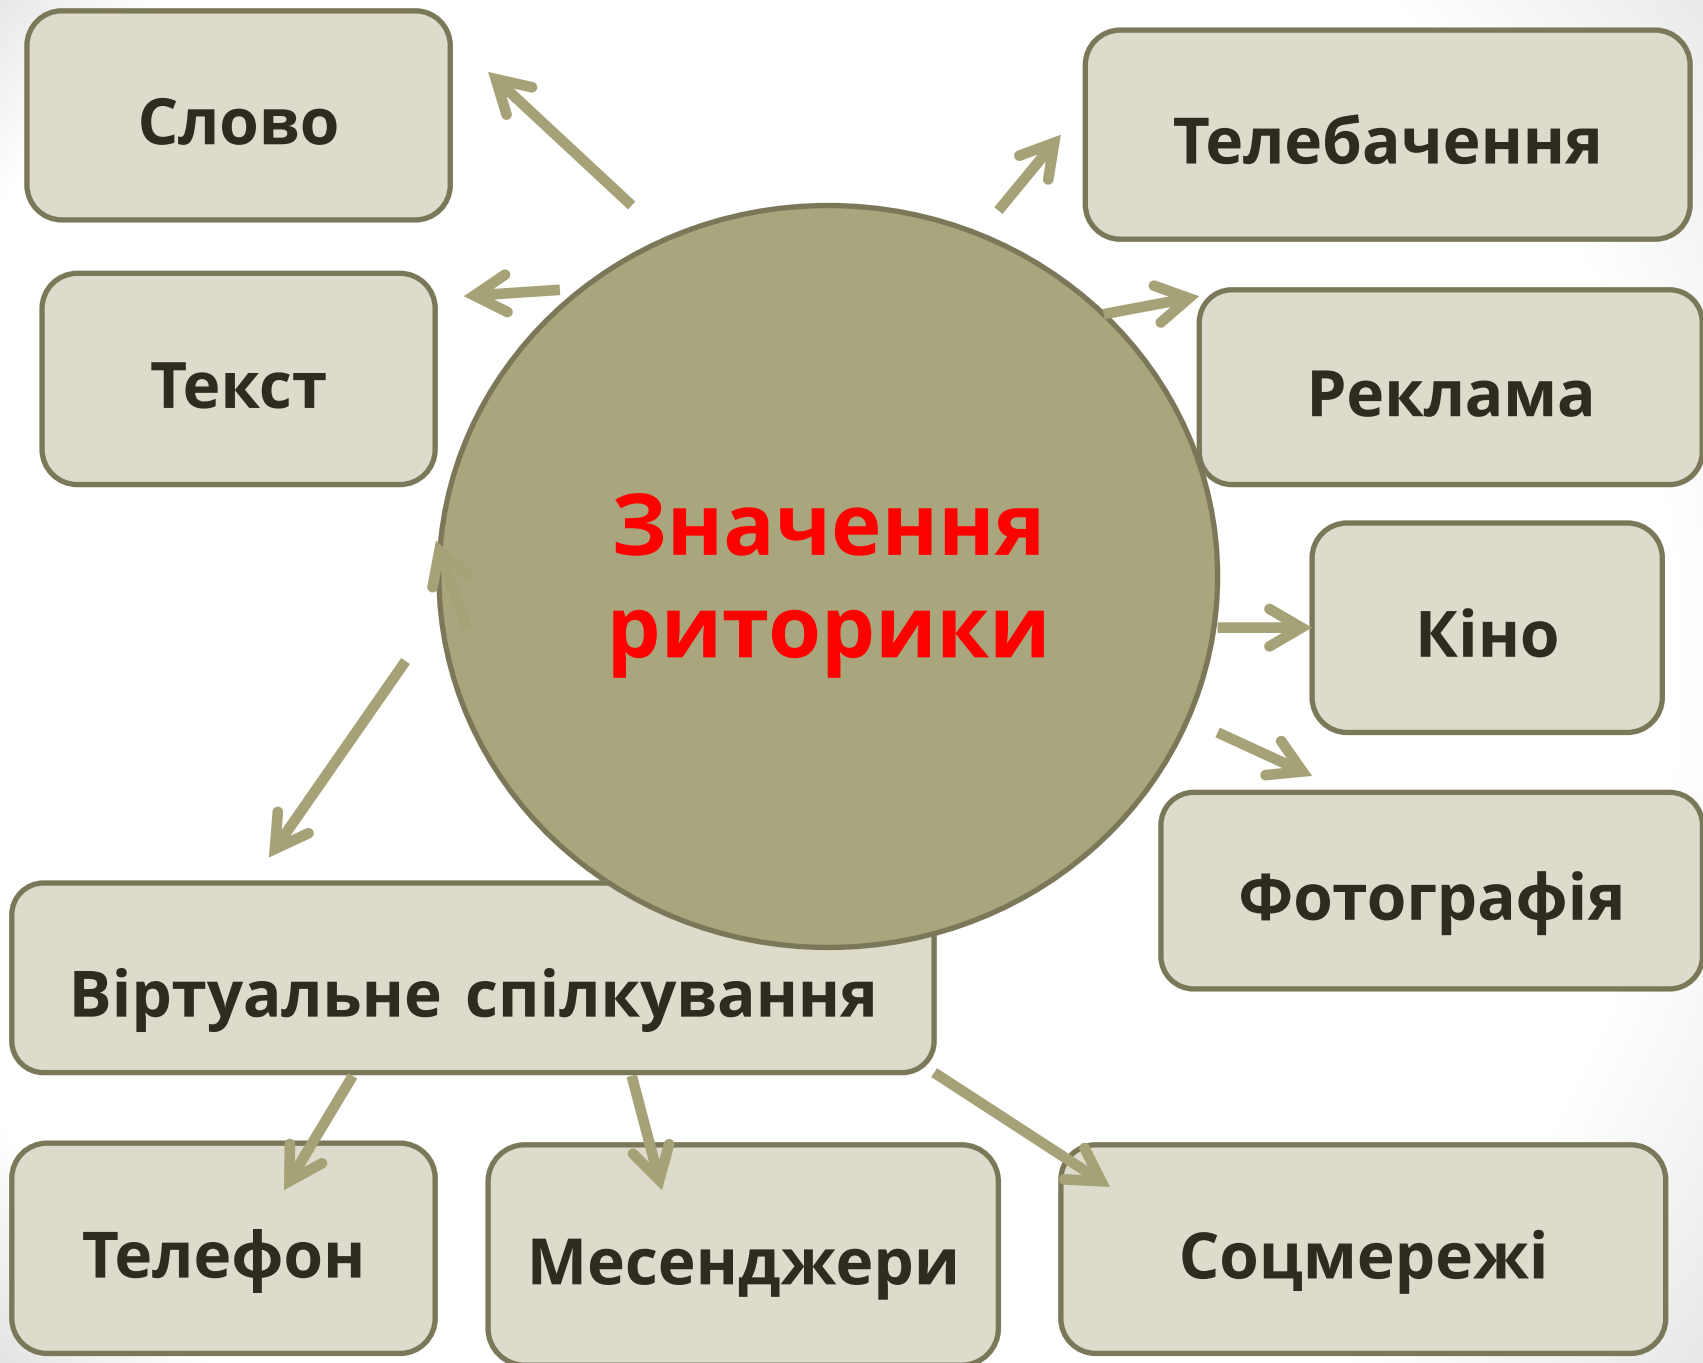 Слово
Телебачення
Текст
Реклама
Значення
риторики
Кіно
Фотографія
Віртуальне спілкування
Телефон
Месенджери
Соцмережі